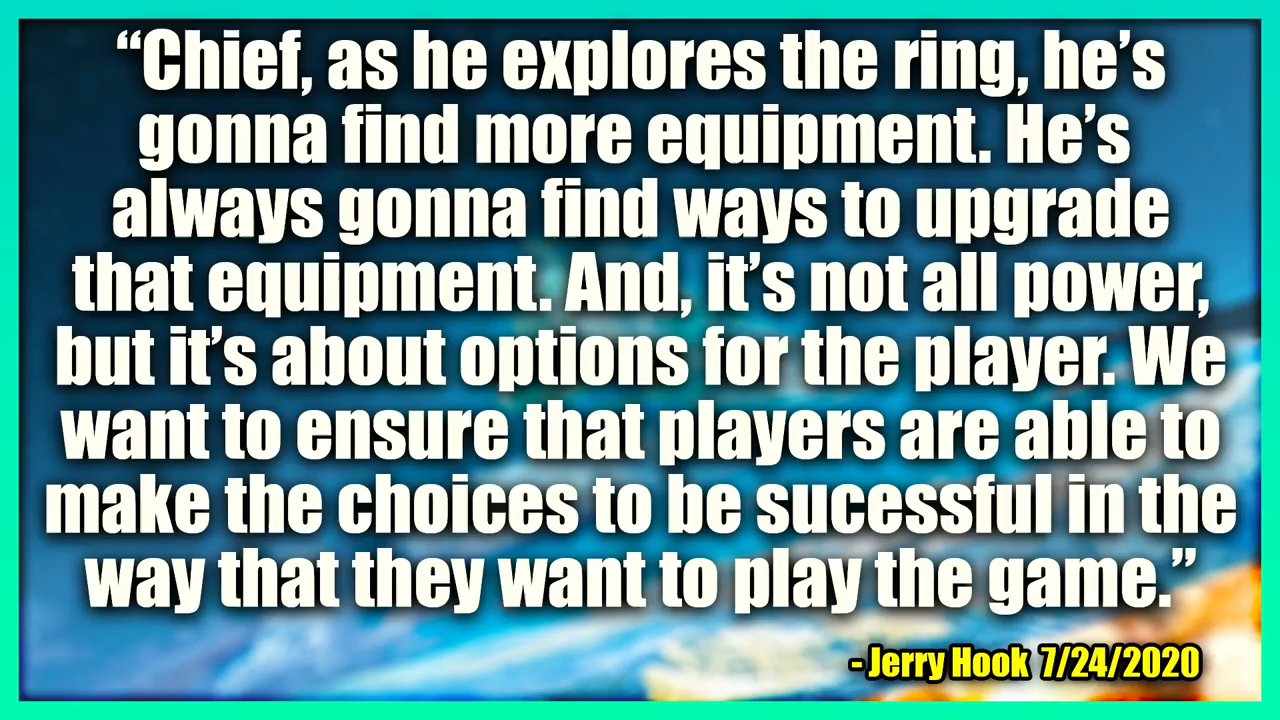 “Chief, as he explores the ring, he’s
gonna find more equipment. He’s
always gonna find ways to upgrade
that equipment. And, it’s not all power,
but it’s about options for the player. We
want to ensure that players are able to
make the choices to be sucessful in the
way that they want to play the game.”
- Jerry Hook 7/24/2020